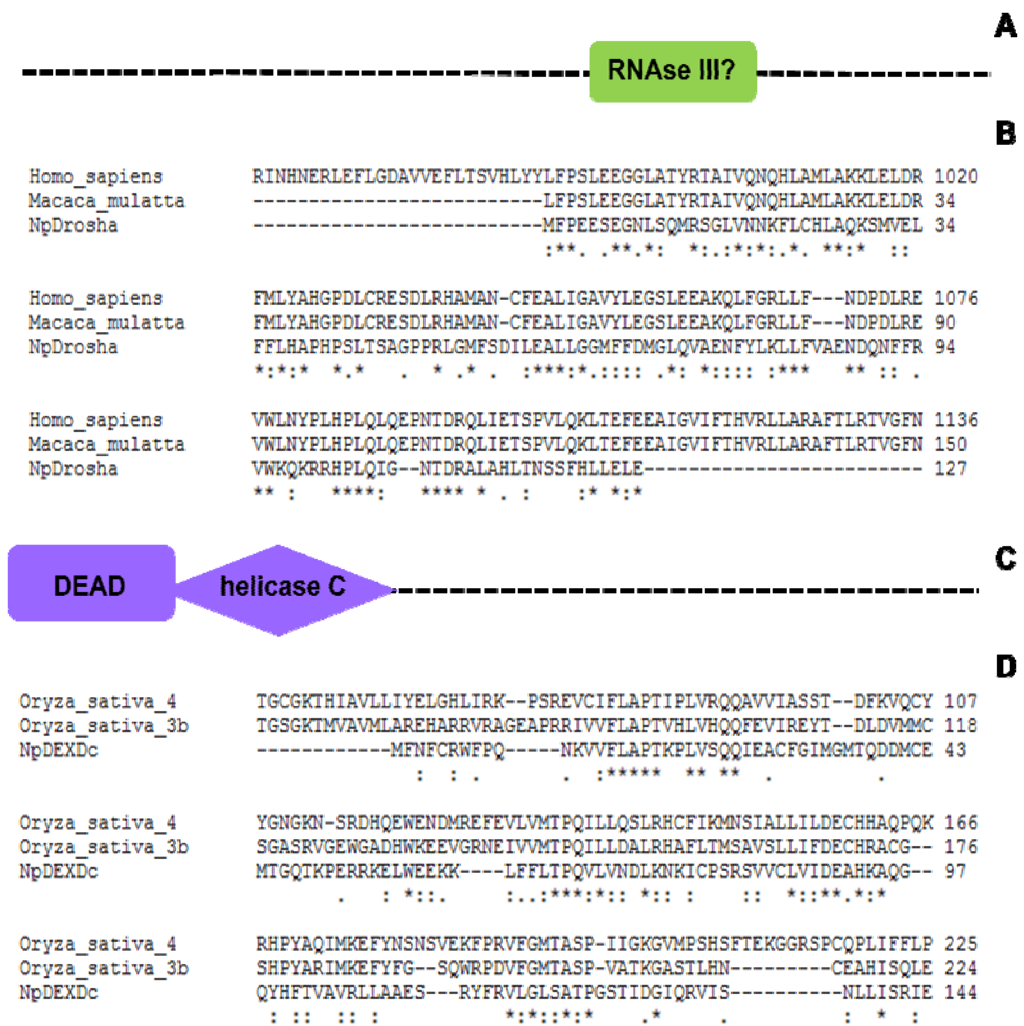 A
RNAse III?
B
Homo_sapiens RINHNERLEFLGDAVVEFLTSVHLYYLFPSLEEGGLATYRTAIVQNQHLAMLAKKLELDR 1020
Macaca_mulatta --------------------------LFPSLEEGGLATYRTAIVQNQHLAMLAKKLELDR 34
NpDrosha --------------------------MFPEESEGNLSQMRSGLVNNKFLCHLAQKSMVEL 34
:**. .**.*: *:.:*:*:.*. **:* ::
Homo_sapiens FMLYAHGPDLCRESDLRHAMAN-CFEALIGAVYLEGSLEEAKQLFGRLLF---NDPDLRE 1076
Macaca_mulatta FMLYAHGPDLCRESDLRHAMAN-CFEALIGAVYLEGSLEEAKQLFGRLLF---NDPDLRE 90
NpDrosha FFLHAPHPSLTSAGPPRLGMFSDILEALLGGMFFDMGLQVAENFYLKLLFVAENDQNFFR 94
*:*:* *.* . * .* . :***:*.:::: .*: *:::: :*** ** :: .
Homo_sapiens VWLNYPLHPLQLQEPNTDRQLIETSPVLQKLTEFEEAIGVIFTHVRLLARAFTLRTVGFN 1136
Macaca_mulatta VWLNYPLHPLQLQEPNTDRQLIETSPVLQKLTEFEEAIGVIFTHVRLLARAFTLRTVGFN 150
NpDrosha VWKQKRRHPLQIG--NTDRALAHLTNSSFHLLELE------------------------- 127
** : ****: **** * . : :* *:*
C
DEAD
helicase C
D
Oryza_sativa_4 TGCGKTHIAVLLIYELGHLIRK--PSREVCIFLAPTIPLVRQQAVVIASST--DFKVQCY 107
Oryza_sativa_3b TGSGKTMVAVMLAREHARRVRAGEAPRRIVVFLAPTVHLVHQQFEVIREYT--DLDVMMC 118
NpDEXDc ------------MFNFCRWFPQ-----NKVVFLAPTKPLVSQQIEACFGIMGMTQDDMCE 43
: : . . :***** ** ** . .
Oryza_sativa_4 YGNGKN-SRDHQEWENDMREFEVLVMTPQILLQSLRHCFIKMNSIALLILDECHHAQPQK 166
Oryza_sativa_3b SGASRVGEWGADHWKEEVGRNEIVVMTPQILLDALRHAFLTMSAVSLLIFDECHRACG-- 176
NpDEXDc MTGQTKPERRKELWEEKK----LFFLTPQVLVNDLKNKICPSRSVVCLVIDEAHKAQG-- 97
. : *::. :..:***:*:: *:: : :: *::**.*:*
Oryza_sativa_4 RHPYAQIMKEFYNSNSVEKFPRVFGMTASP-IIGKGVMPSHSFTEKGGRSPCQPLIFFLP 225
Oryza_sativa_3b SHPYARIMKEFYFG--SQWRPDVFGMTASP-VATKGASTLHN---------CEAHISQLE 224
NpDEXDc QYHFTVAVRLLAAES---RYFRVLGLSATPGSTIDGIQRVIS----------NLLISRIE 144
: :: :: : *:*::*:* .* . : * :